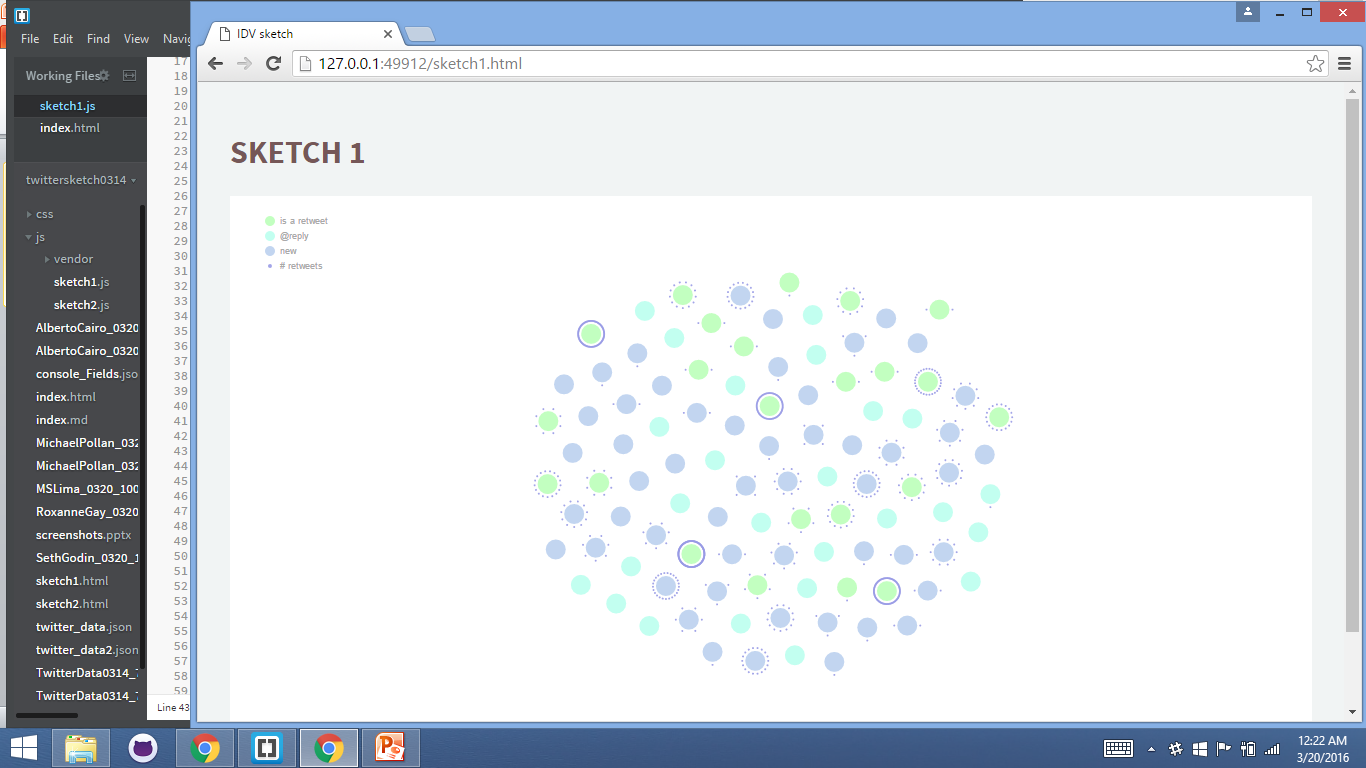 File Edit Find View Navig
Working Files
sketch1.js
index.html
twittersketch0314
css
js
vendor
sketch1.js
sketch2.js
AlbertoCairo_0320
AlbertoCairo_0320
console_Fields.jso
index.html
index.md
MichaelPollan_032
MichaelPollan_032
MSLima_0320_100
RoxanneGay_0320
screenshots.pptx
SethGodin_0320_1
sketch1.html
sketch2.html
twitter_data.json
twitter_data2.json
TwitterData0314_
TwitterData0314_
17
18
19
20
21
22
23
24
25
26
27
28
29
30
31
32
33
34
35
36
37
38
39
40
41
42
43
44
45
46
47
48
49
50
51
52
53
54
55
56
57
58
59
Line 43
IDV sketch
127.0.0.1:49912/sketch1.html
SKETCH 1
is a retweet
@reply
new
# retweets
12:22 AM
3/20/2016